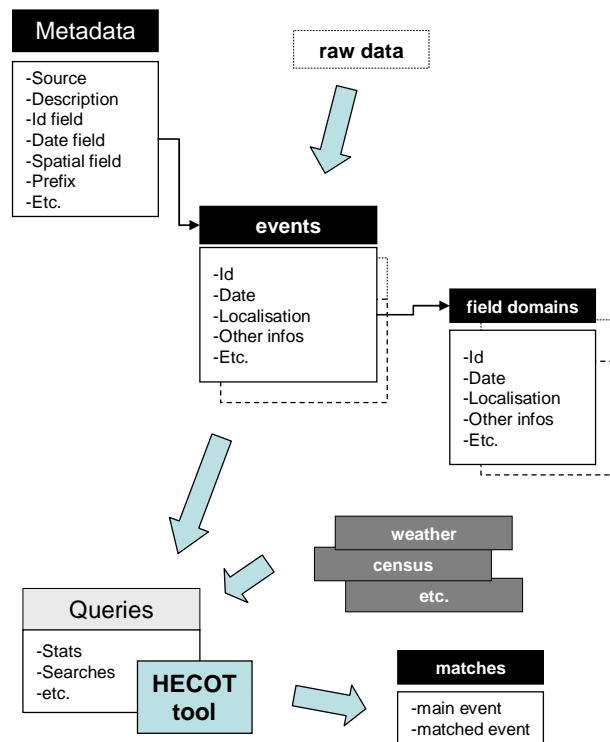 Metadata
-Source
-Description
-Id field
-Date field
-Spatial field
-Prefix
-Etc.
raw data
events
-Id
-Date
-Localisation
-Other infos
-Etc.
field domains
-Id
-Date
-Localisation
-Other infos
-Etc.
weather
census
etc.
Queries
-Stats
-Searches
-etc.
HECOT
tool
matches
-main event
-matched event